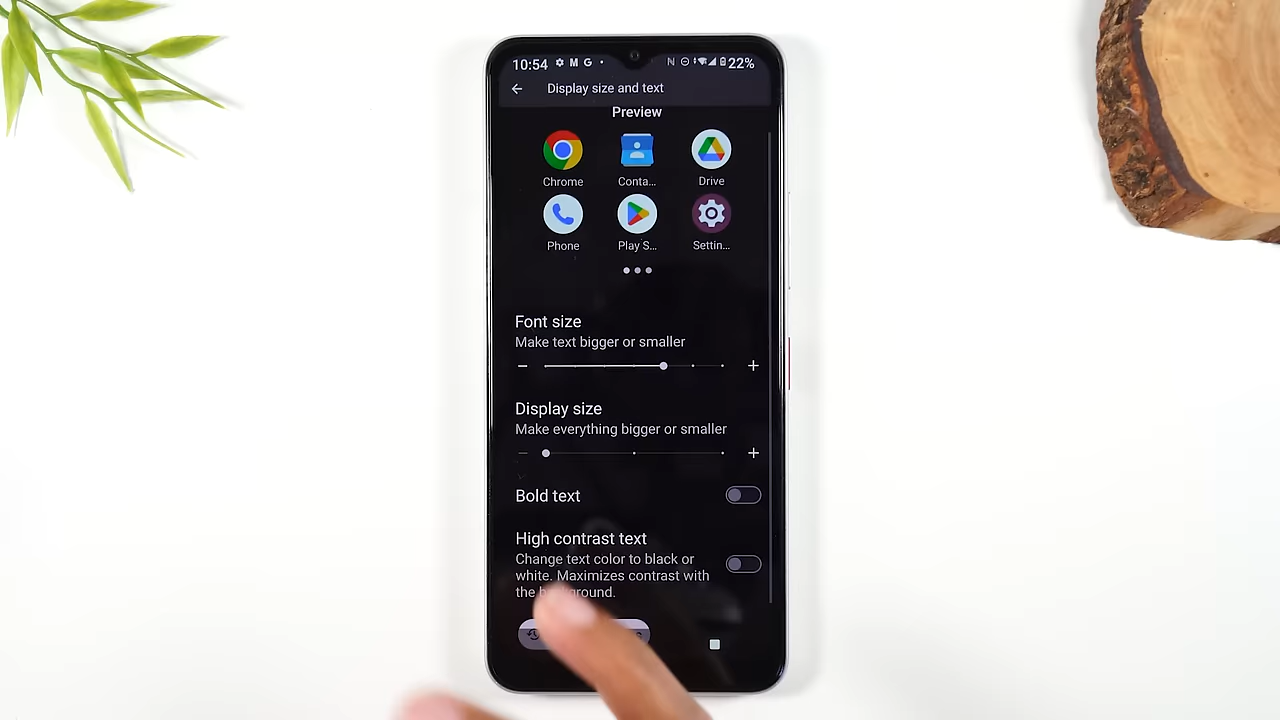 10:54 M G N 22%
Display size and text
Preview
Chrome Conta... Drive
Phone Play S... Settin...
Font size
Make text bigger or smaller
− +
Display size
Make everything bigger or smaller
− +
Bold text
High contrast text
Change text color to black or
white. Maximizes contrast with
the